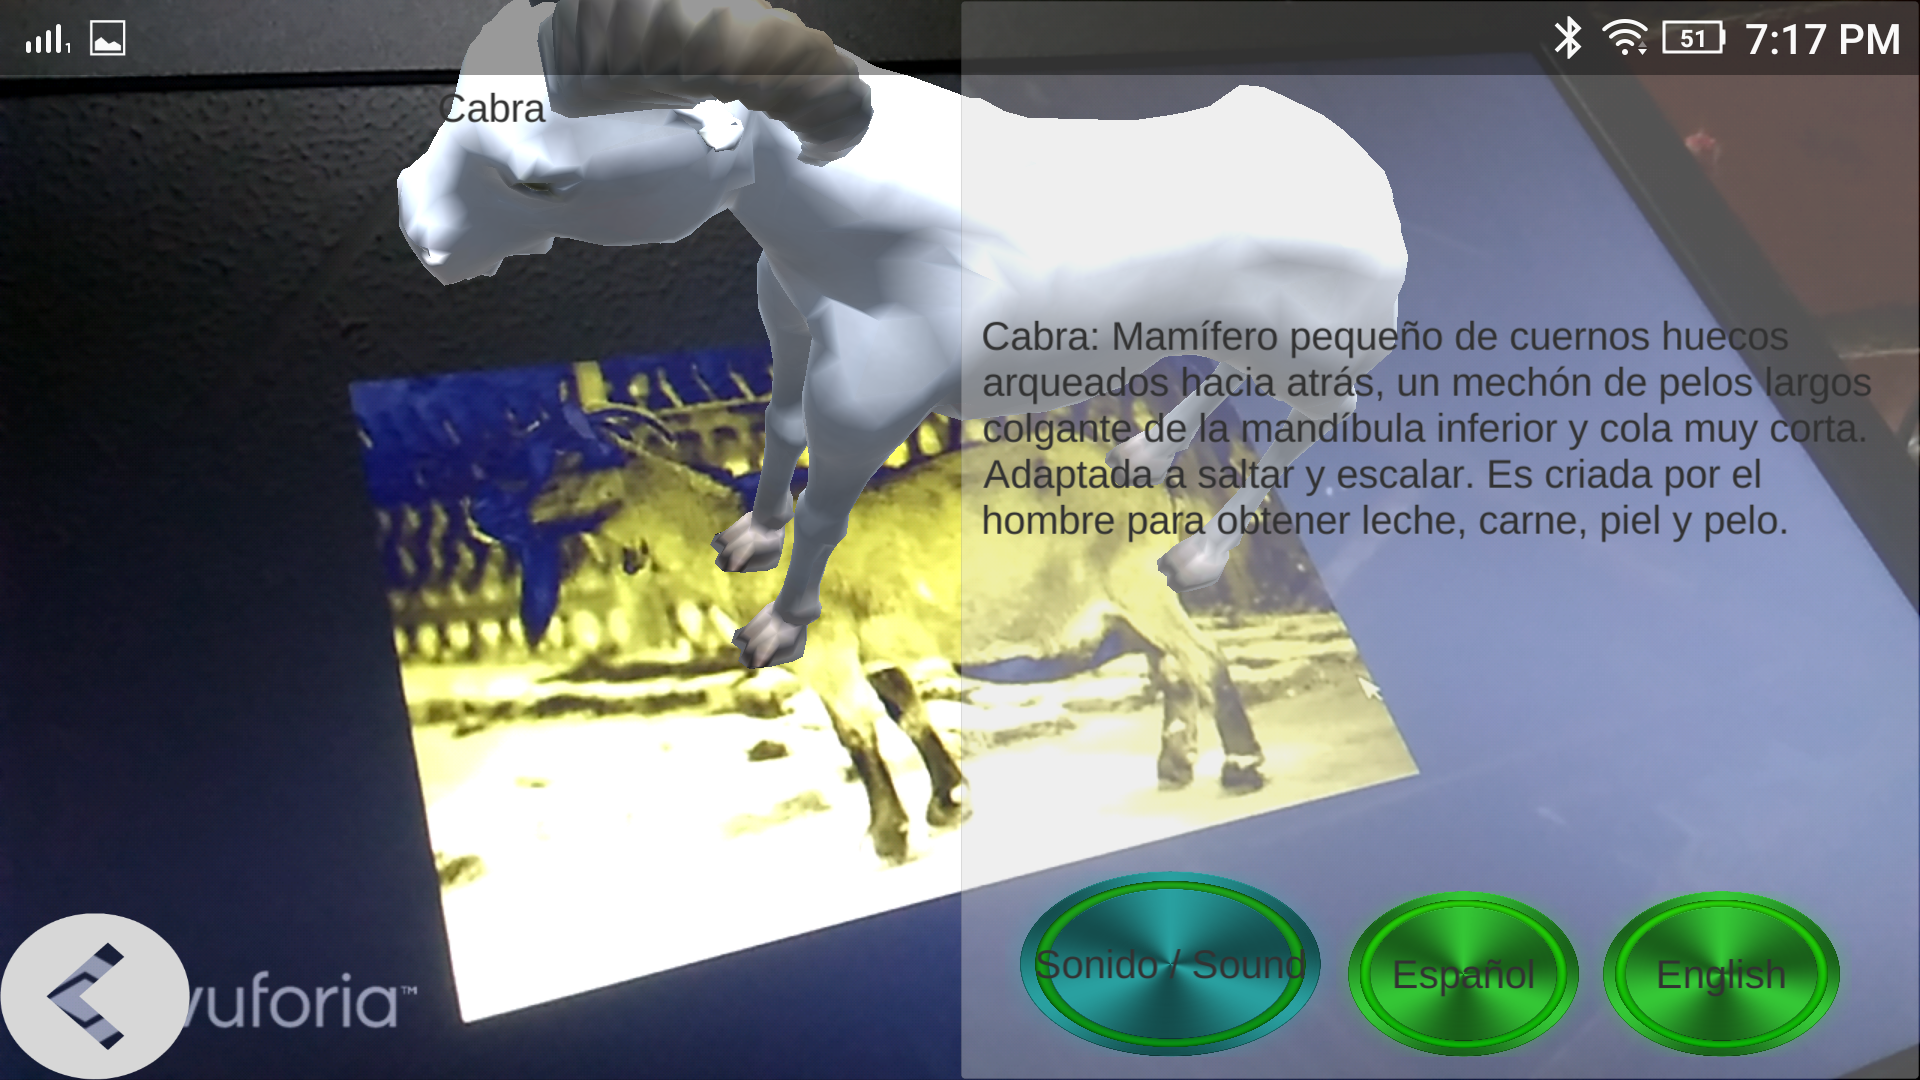 1
51 7:17 PM
Cabra
Cabra: Mamífero pequeño de cuernos huecos
arqueados hacia atrás, un mechón de pelos largos
colgante de la mandíbula inferior y cola muy corta.
Adaptada a saltar y escalar. Es criada por el
hombre para obtener leche, carne, piel y pelo.
Sonido / Sound
Español
English
vuforia™